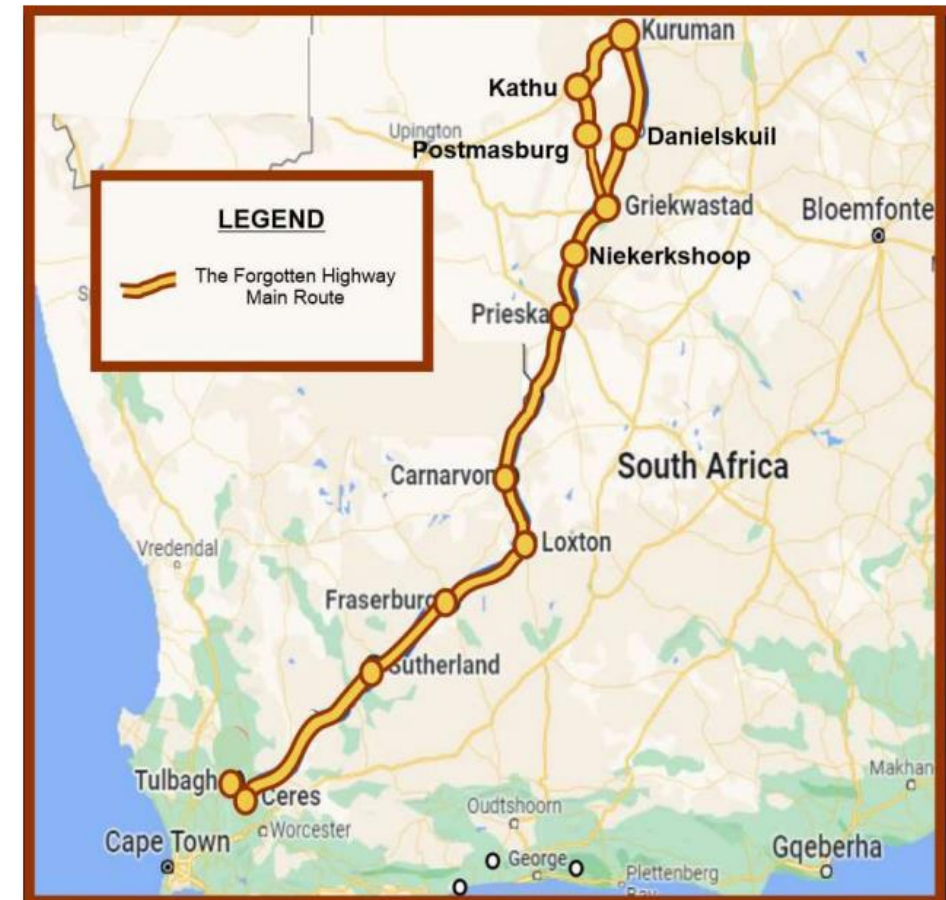 Kuruman
Kathu
Upington
Postmasburg
Danielskuil
Griekwastad
Bloemfonte
LEGEND
The Forgotten Highway
Main Route
Niekerkshoop
Prieska
Carnarvon
South Africa
Loxton
Vredendal
Fraserburg
Sutherland
Tulbagh
Ceres
Makhan
Oudtshoorn
Worcester
Cape Town
George
Gqeberha
Plettenberg
Bay